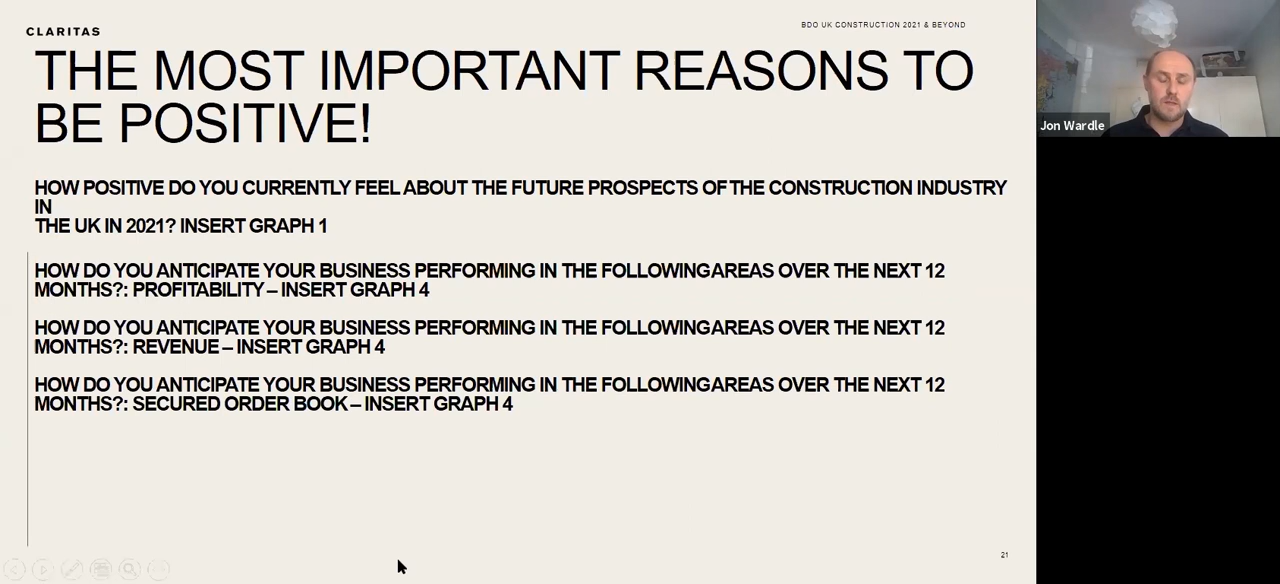 CLARITAS
BDO UK CONSTRUCTION 2021 & BEYOND
THE MOST IMPORTANT REASONS TO
BE POSITIVE!
HOW POSITIVE DO YOU CURRENTLY FEEL ABOUT THE FUTURE PROSPECTS OF THE CONSTRUCTION INDUSTRY
IN
THE UK IN 2021? INSERT GRAPH 1
HOW DO YOU ANTICIPATE YOUR BUSINESS PERFORMING IN THE FOLLOWING AREAS OVER THE NEXT 12
MONTHS?: PROFITABILITY – INSERT GRAPH 4
HOW DO YOU ANTICIPATE YOUR BUSINESS PERFORMING IN THE FOLLOWING AREAS OVER THE NEXT 12
MONTHS?: REVENUE – INSERT GRAPH 4
HOW DO YOU ANTICIPATE YOUR BUSINESS PERFORMING IN THE FOLLOWING AREAS OVER THE NEXT 12
MONTHS?: SECURED ORDER BOOK – INSERT GRAPH 4
21
Jon Wardle